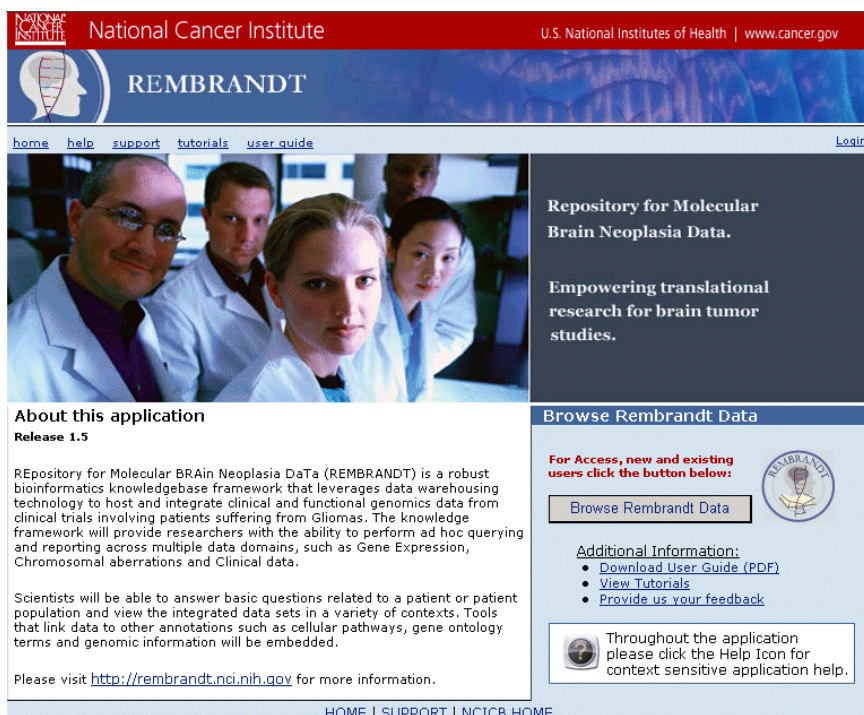 NATIONAL
CANCER
INSTITUTE
National Cancer Institute
U.S. National Institutes of Health | www.cancer.gov
REMBRANDT
home help support tutorials user guide
Login
Repository for Molecular
Brain Neoplasia Data.
Empowering translational
research for brain tumor
studies.
About this application
Release 1.5
REpository for Molecular BRAin Neoplasia DaTa (REMBRANDT) is a robust
bioinformatics knowledgebase framework that leverages data warehousing
technology to host and integrate clinical and functional genomics data from
clinical trials involving patients suffering from Gliomas. The knowledge
framework will provide researchers with the ability to perform ad hoc querying
and reporting across multiple data domains, such as Gene Expression,
Chromosomal aberrations and Clinical data.
Scientists will be able to answer basic questions related to a patient or patient
population and view the integrated data sets in a variety of contexts. Tools
that link data to other annotations such as cellular pathways, gene ontology
terms and genomic information will be embedded.
Please visit http://rembrandt.nci.nih.gov for more information.
Browse Rembrandt Data
For Access, new and existing
users click the button below:
Browse Rembrandt Data
REMBRANDT
Additional Information:
• Download User Guide (PDF)
• View Tutorials
• Provide us your feedback
Throughout the application
please click the Help Icon for
context sensitive application help.
HOME | SUPPORT | NCICB HOME